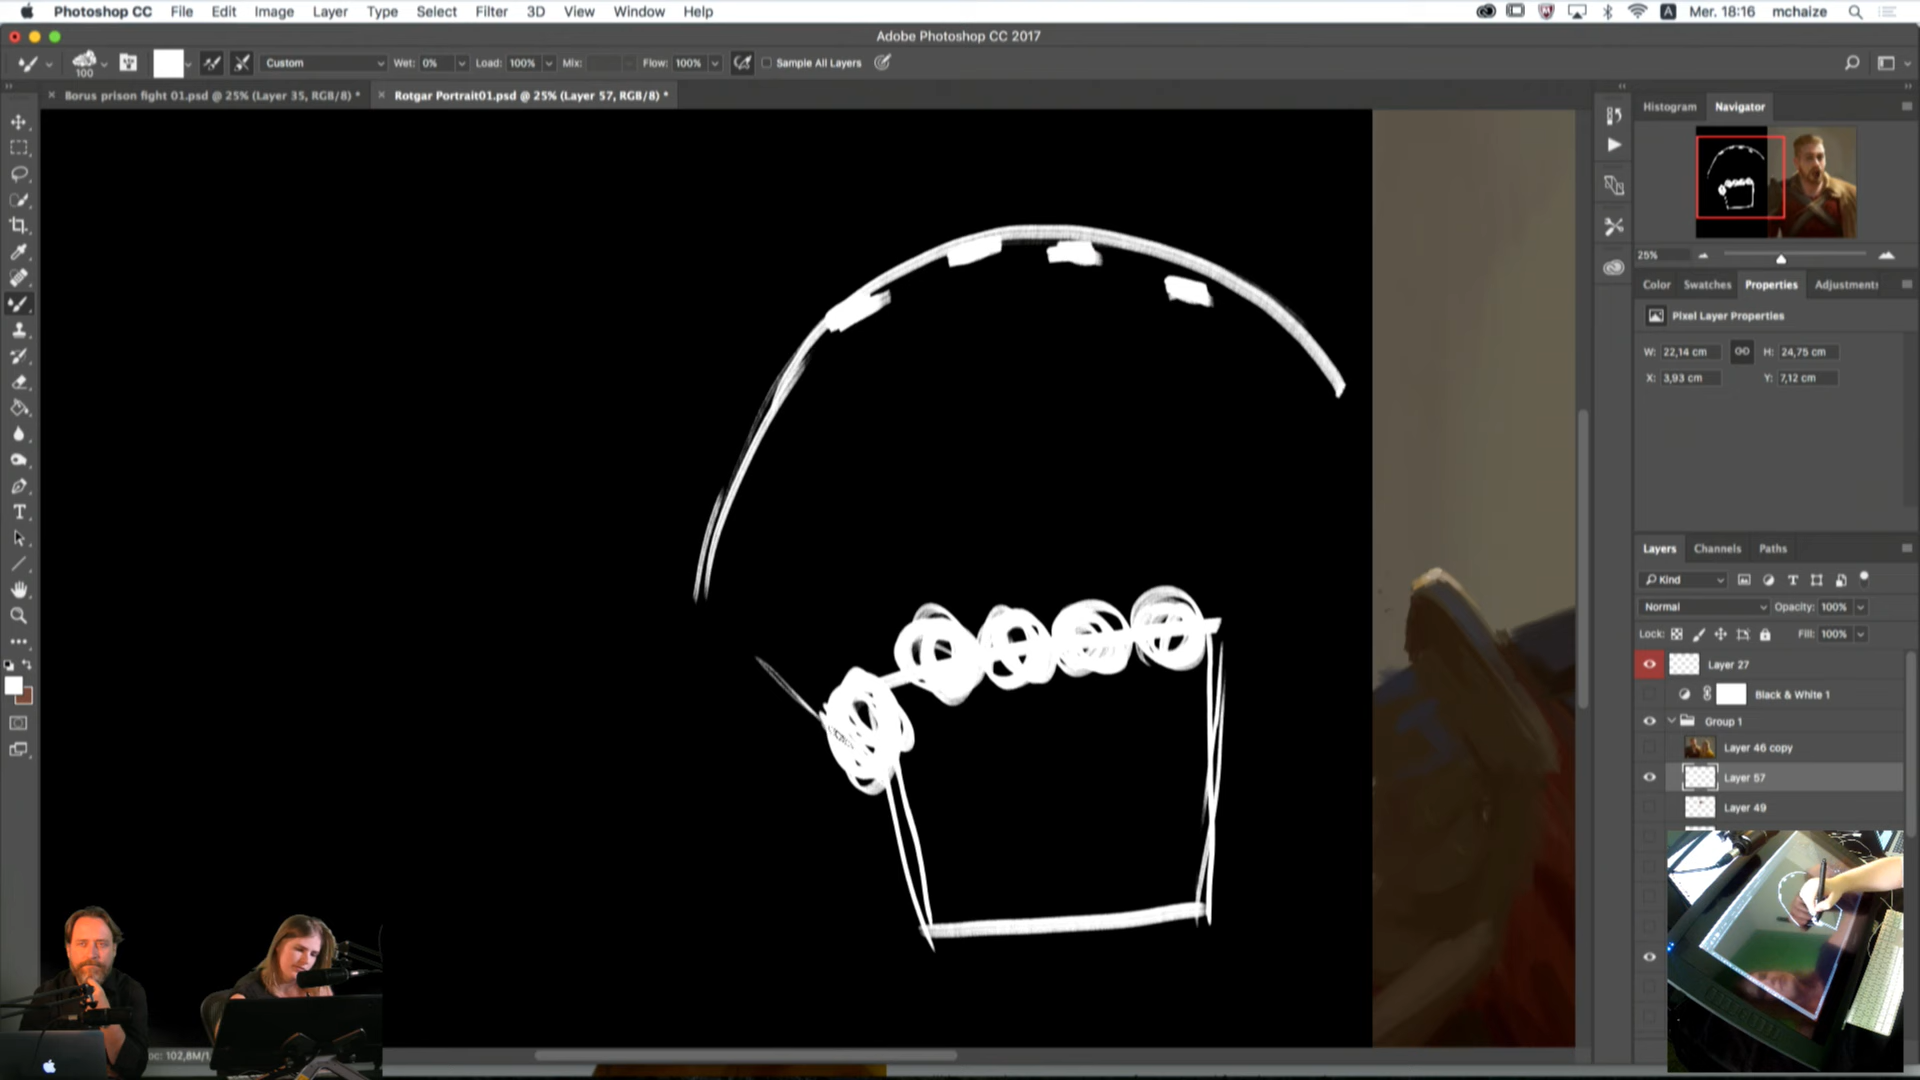 Photoshop CC File Edit Image Layer Type Select Filter 3D View Window Help A Mer. 18:16 mchaize
Adobe Photoshop CC 2017
100 Custom Wet: 0% Load: 100% Mix: Flow: 100% Sample All Layers
Borus prison fight 01.psd @ 25% (Layer 35, RGB/8) * Rotgar Portrait01.psd @ 25% (Layer 57, RGB/8) *
Histogram Navigator
25%
Color Swatches Properties Adjustments
Pixel Layer Properties
W: 22,14 cm H: 24,75 cm
X: 3,93 cm Y: 7,12 cm
Layers Channels Paths
Kind
Normal Opacity: 100%
Lock: Fill: 100%
Layer 27
Black & White 1
Group 1
Layer 46 copy
Layer 57
Layer 49
oc: 102,8M/